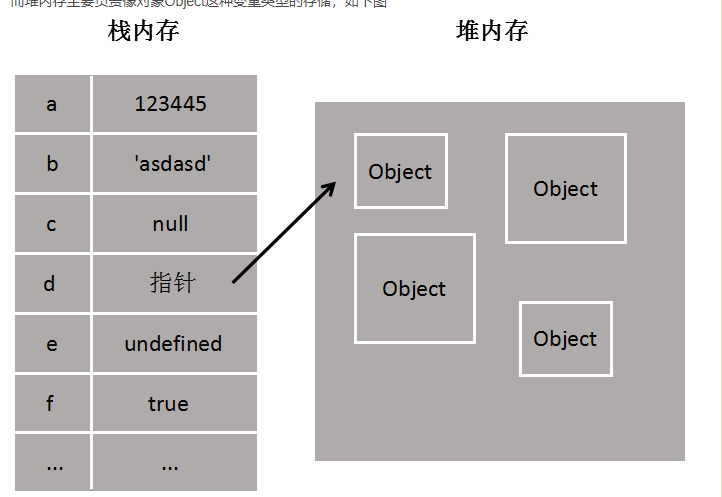 而堆内存主要负责像对象Object这种变量类型的存储，如下图
栈内存
堆内存
a 123445
b 'asdasd'
c null
d 指针
e undefined
f true
... ...
Object
Object
Object
Object